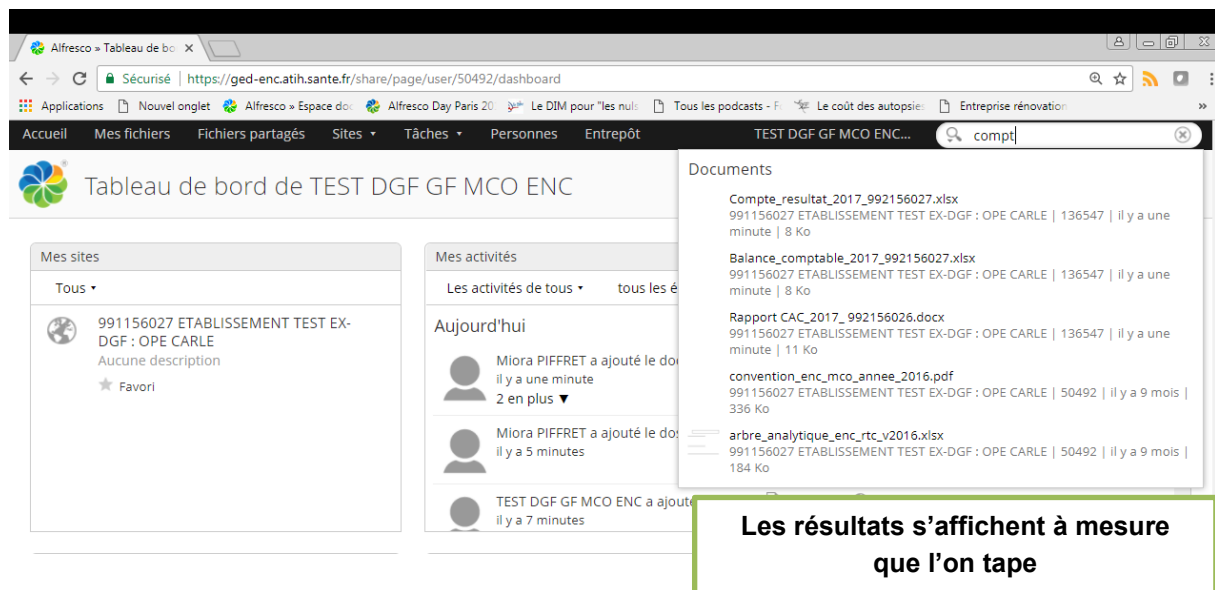 Alfresco » Tableau de bo
Sécurisé | https://ged-enc.atih.sante.fr/share/page/user/50492/dashboard
Applications Nouvel onglet Alfresco » Espace do Alfresco Day Paris 20 Le DIM pour "les nuls Tous les podcasts - F Le coût des autopsie Entreprise rénovation »
Accueil Mes fichiers Fichiers partagés Sites Tâches Personnes Entrepôt TEST DGF GF MCO ENC... compt
Tableau de bord de TEST DGF GF MCO ENC
Documents
Compte_resultat_2017_992156027.xlsx
991156027 ETABLISSEMENT TEST EX-DGF : OPE CARLE | 136547 | il y a une
minute | 8 Ko
Balance_comptable_2017_992156027.xlsx
991156027 ETABLISSEMENT TEST EX-DGF : OPE CARLE | 136547 | il y a une
minute | 8 Ko
Rapport CAC_2017_ 992156026.docx
991156027 ETABLISSEMENT TEST EX-DGF : OPE CARLE | 136547 | il y a une
minute | 11 Ko
convention_enc_mco_annee_2016.pdf
991156027 ETABLISSEMENT TEST EX-DGF : OPE CARLE | 50492 | il y a 9 mois |
336 Ko
arbre_analytique_enc_rtc_v2016.xlsx
991156027 ETABLISSEMENT TEST EX-DGF : OPE CARLE | 50492 | il y a 9 mois |
184 Ko
Mes sites
Tous
991156027 ETABLISSEMENT TEST EX-
DGF : OPE CARLE
Aucune description
Favori
Mes activités
Les activités de tous tous les é
Aujourd'hui
Miora PIFFRET a ajouté le do
il y a une minute
2 en plus ▼
Miora PIFFRET a ajouté le do
il y a 5 minutes
TEST DGF GF MCO ENC a ajout
il y a 7 minutes
Les résultats s'affichent à mesure
que l'on tape